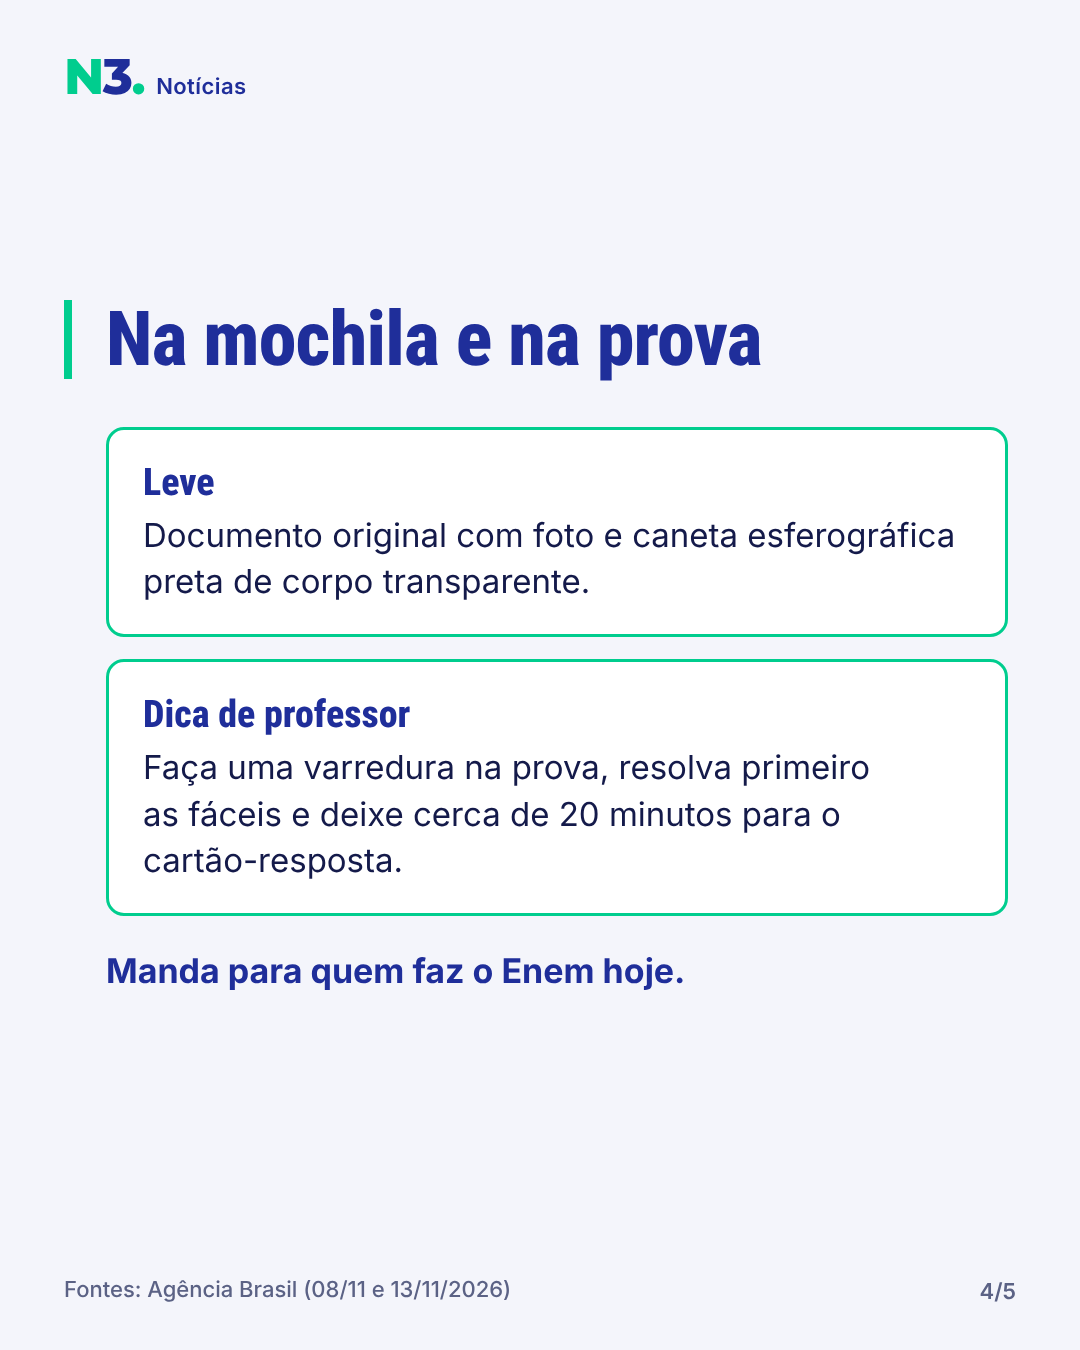 N3. Notícias
Na mochila e na prova
Leve
Documento original com foto e caneta esferográfica
preta de corpo transparente.
Dica de professor
Faça uma varredura na prova, resolva primeiro
as fáceis e deixe cerca de 20 minutos para o
cartão-resposta.
Manda para quem faz o Enem hoje.
Fontes: Agência Brasil (08/11 e 13/11/2026)
4/5